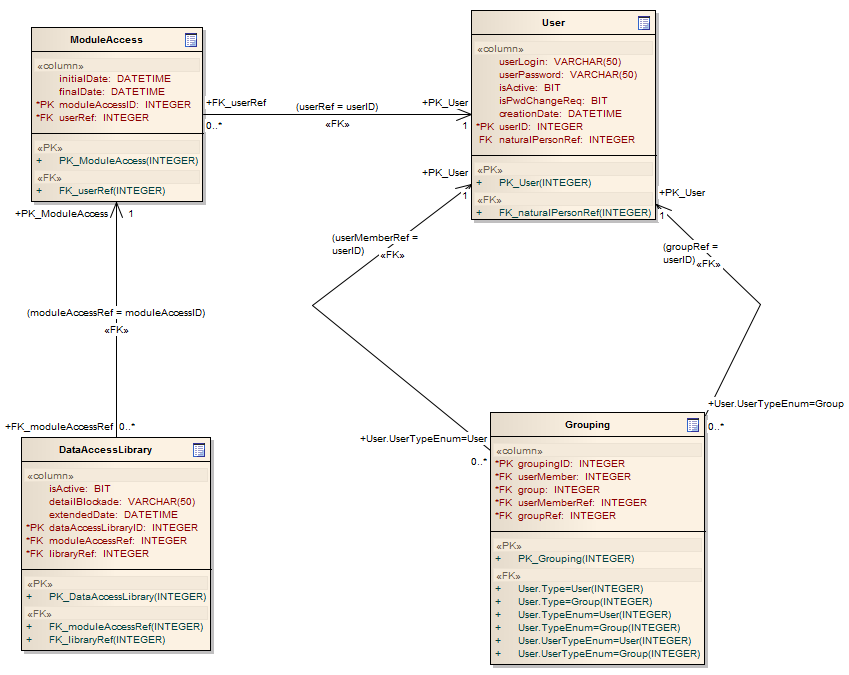 ModuleAccess
«column»
initialDate: DATETIME
finalDate: DATETIME
*PK moduleAccessID: INTEGER
*FK userRef: INTEGER
«PK»
+ PK_ModuleAccess(INTEGER)
«FK»
+ FK_userRef(INTEGER)
+FK_userRef
0..*
(userRef = userID)
«FK»
+PK_User
1
User
«column»
userLogin: VARCHAR(50)
userPassword: VARCHAR(50)
isActive: BIT
isPwdChangeReq: BIT
creationDate: DATETIME
*PK userID: INTEGER
FK naturalPersonRef: INTEGER
«PK»
+ PK_User(INTEGER)
«FK»
+ FK_naturalPersonRef(INTEGER)
+PK_User
1
+PK_User
1
+PK_ModuleAccess
1
(userMemberRef =
userID)
«FK»
(groupRef =
userID)
«FK»
(moduleAccessRef = moduleAccessID)
«FK»
+FK_moduleAccessRef
0..*
+User.UserTypeEnum=User
0..*
+User.UserTypeEnum=Group
0..*
DataAccessLibrary
«column»
isActive: BIT
detailBlockade: VARCHAR(50)
extendedDate: DATETIME
*PK dataAccessLibraryID: INTEGER
*FK moduleAccessRef: INTEGER
*FK libraryRef: INTEGER
«PK»
+ PK_DataAccessLibrary(INTEGER)
«FK»
+ FK_moduleAccessRef(INTEGER)
+ FK_libraryRef(INTEGER)
Grouping
«column»
*PK groupingID: INTEGER
*FK userMember: INTEGER
*FK group: INTEGER
*FK userMemberRef: INTEGER
*FK groupRef: INTEGER
«PK»
+ PK_Grouping(INTEGER)
«FK»
+ User.Type=User(INTEGER)
+ User.Type=Group(INTEGER)
+ User.TypeEnum=User(INTEGER)
+ User.TypeEnum=Group(INTEGER)
+ User.UserTypeEnum=User(INTEGER)
+ User.UserTypeEnum=Group(INTEGER)